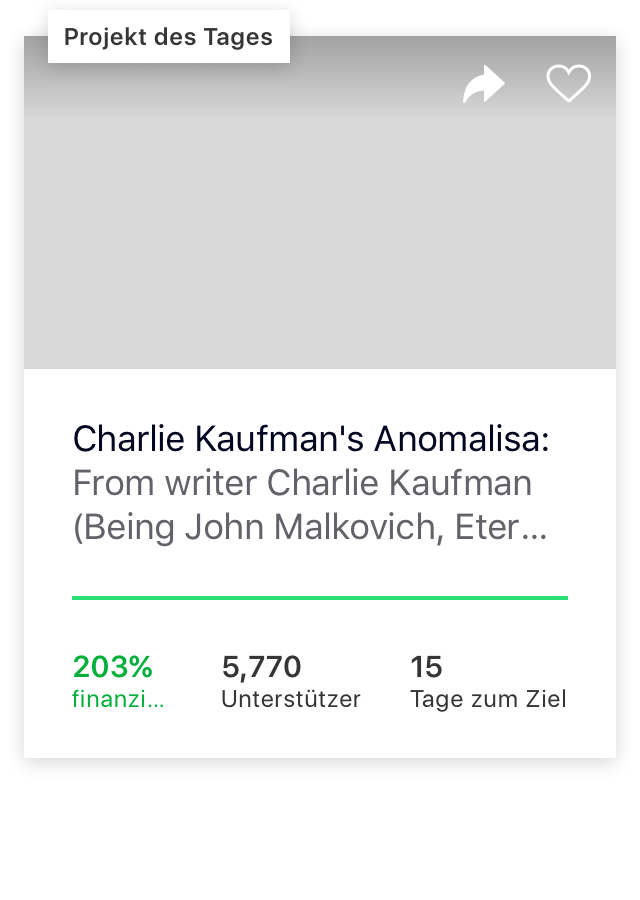 Projekt des Tages
Charlie Kaufman's Anomalisa:
From writer Charlie Kaufman
(Being John Malkovich, Eter…
203% 5,770 15
finanzi… Unterstützer Tage zum Ziel